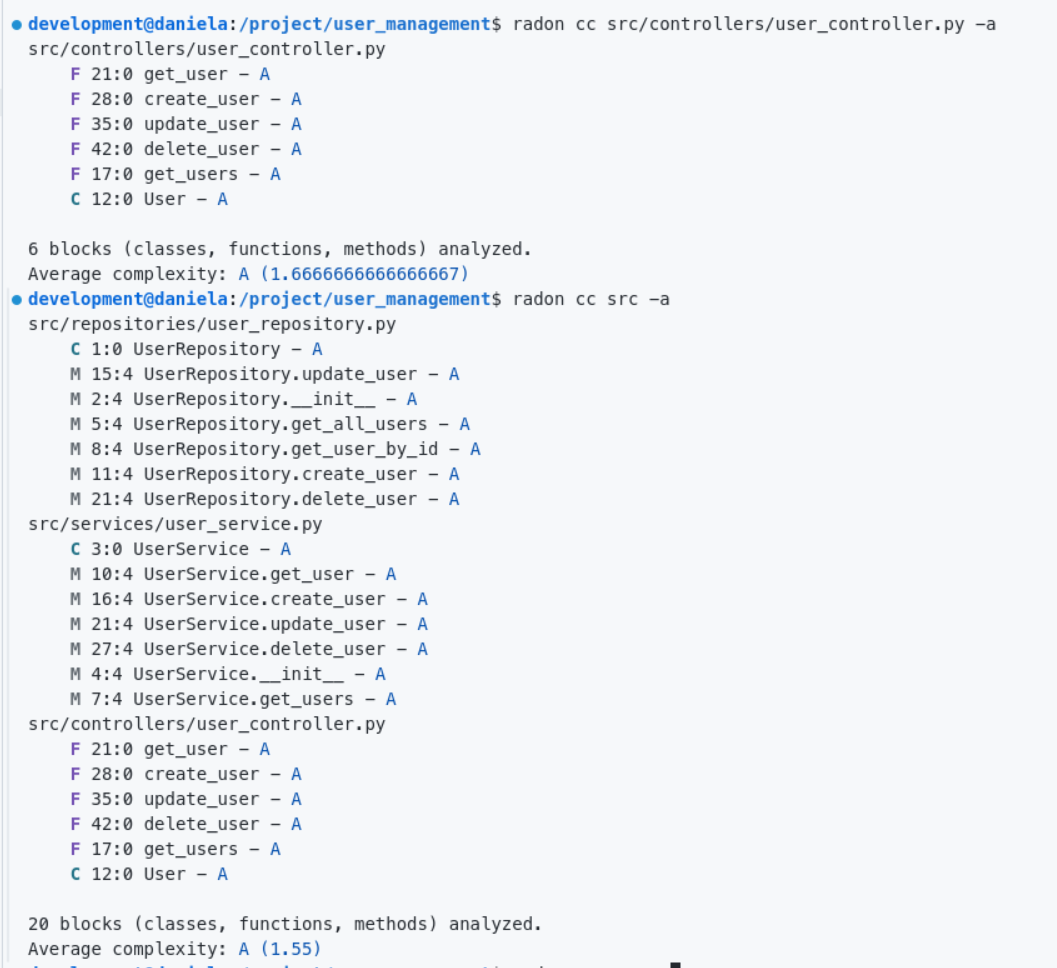 development@daniela:/project/user_management$ radon cc src/controllers/user_controller.py -a
src/controllers/user_controller.py
    F 21:0 get_user - A
    F 28:0 create_user - A
    F 35:0 update_user - A
    F 42:0 delete_user - A
    F 17:0 get_users - A
    C 12:0 User - A

6 blocks (classes, functions, methods) analyzed.
Average complexity: A (1.6666666666666667)
development@daniela:/project/user_management$ radon cc src -a
src/repositories/user_repository.py
    C 1:0 UserRepository - A
    M 15:4 UserRepository.update_user - A
    M 2:4 UserRepository.__init__ - A
    M 5:4 UserRepository.get_all_users - A
    M 8:4 UserRepository.get_user_by_id - A
    M 11:4 UserRepository.create_user - A
    M 21:4 UserRepository.delete_user - A
src/services/user_service.py
    C 3:0 UserService - A
    M 10:4 UserService.get_user - A
    M 16:4 UserService.create_user - A
    M 21:4 UserService.update_user - A
    M 27:4 UserService.delete_user - A
    M 4:4 UserService.__init__ - A
    M 7:4 UserService.get_users - A
src/controllers/user_controller.py
    F 21:0 get_user - A
    F 28:0 create_user - A
    F 35:0 update_user - A
    F 42:0 delete_user - A
    F 17:0 get_users - A
    C 12:0 User - A

20 blocks (classes, functions, methods) analyzed.
Average complexity: A (1.55)